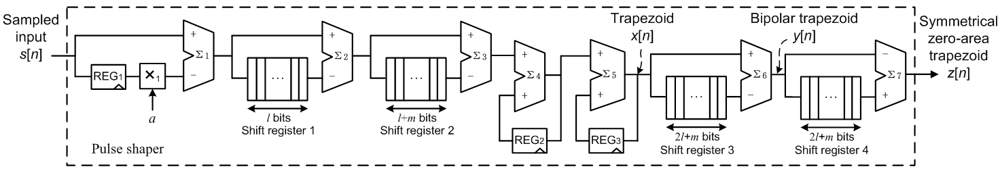 Sampled
input
s[n]
REG1
×1
a
+
Σ1
−
l bits
Shift register 1
+
Σ2
−
l+m bits
Shift register 2
+
Σ3
−
+
Σ4
+
REG2
+
Σ5
+
REG3
Trapezoid
x[n]
2l+m bits
Shift register 3
+
Σ6
−
Bipolar trapezoid
y[n]
2l+m bits
Shift register 4
−
Σ7
+
Symmetrical
zero-area
trapezoid
z[n]
Pulse shaper